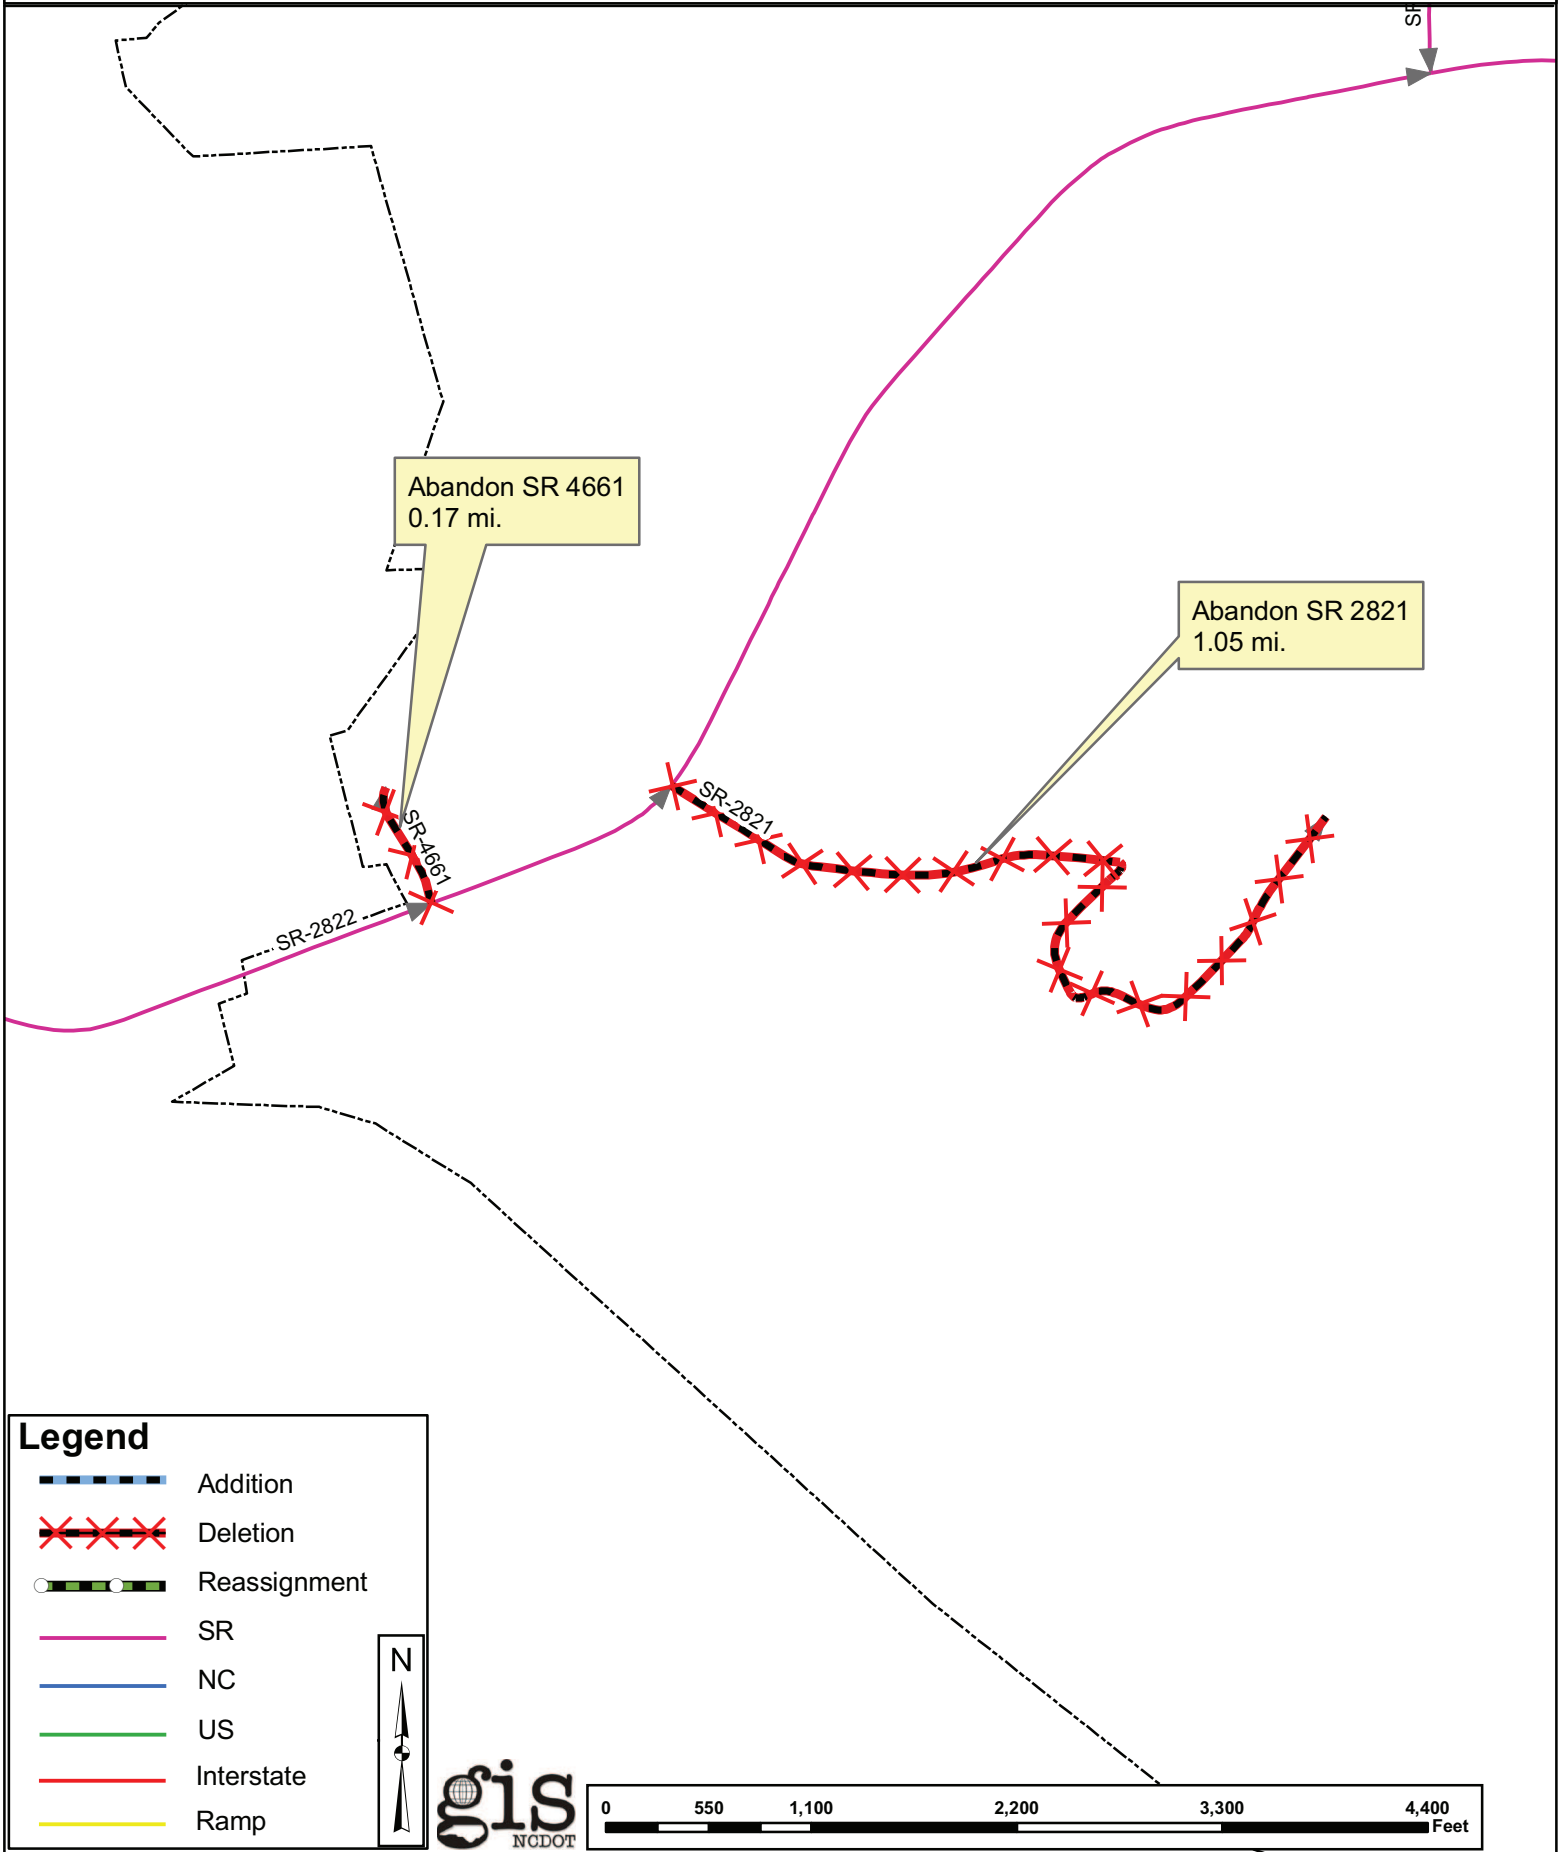 SR
Abandon SR 4661
0.17 mi.
Abandon SR 2821
1.05 mi.
SR-2821
SR-4661
SR-2822
Legend
Addition
Deletion
Reassignment
SR
NC
US
Interstate
Ramp
N
gis
NCDOT
0 550 1,100 2,200 3,300 4,400
Feet